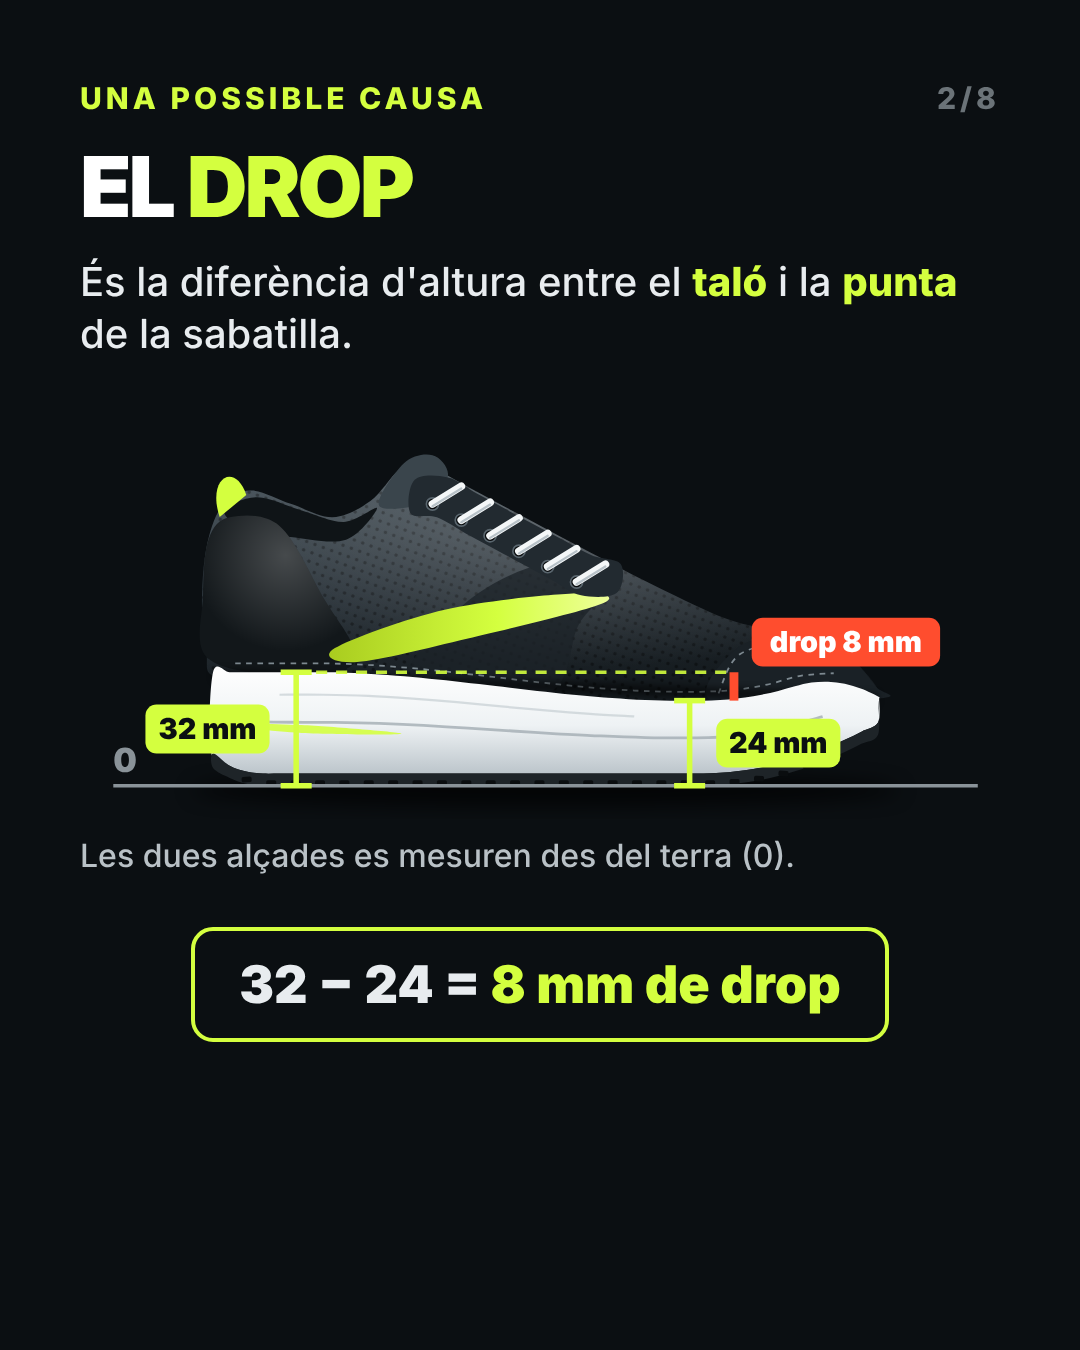 UNA POSSIBLE CAUSA
2/8
EL DROP
És la diferència d'altura entre el taló i la punta
de la sabatilla.
drop 8 mm
32 mm
24 mm
0
Les dues alçades es mesuren des del terra (0).
32 – 24 = 8 mm de drop